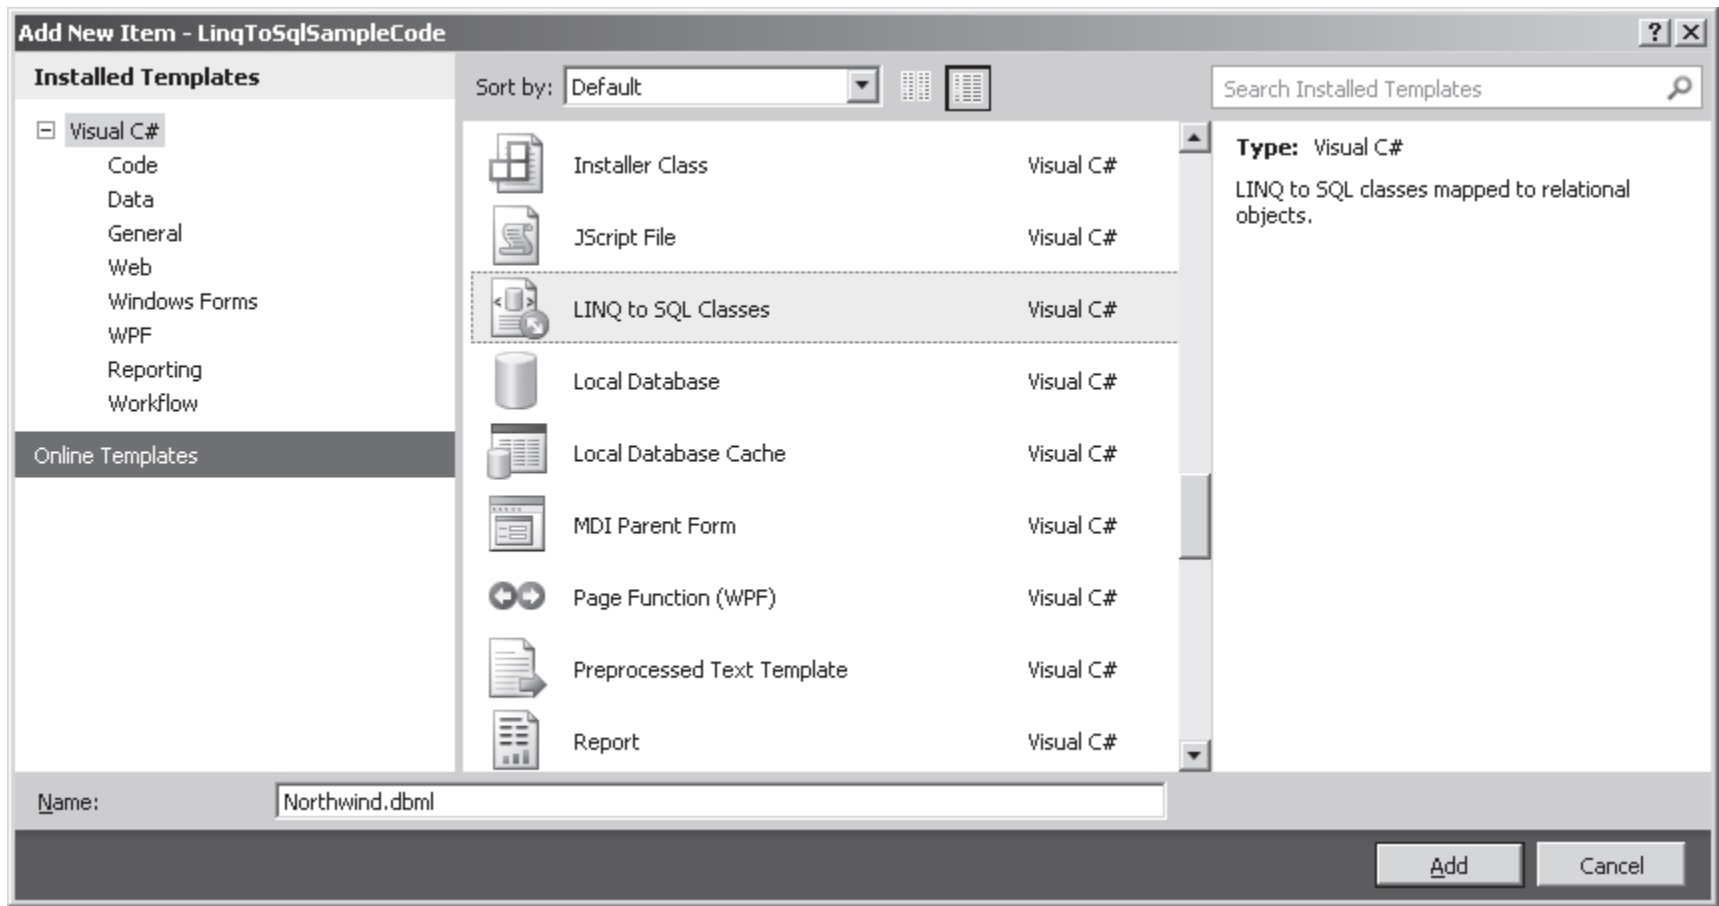 Add New Item - LinqToSqlSampleCode
Installed Templates
Visual C#
Code
Data
General
Web
Windows Forms
WPF
Reporting
Workflow
Online Templates
Sort by: Default
Search Installed Templates
Installer Class Visual C#
JScript File Visual C#
LINQ to SQL Classes Visual C#
Local Database Visual C#
Local Database Cache Visual C#
MDI Parent Form Visual C#
Page Function (WPF) Visual C#
Preprocessed Text Template Visual C#
Report Visual C#
Type: Visual C#
LINQ to SQL classes mapped to relational
objects.
Name: Northwind.dbml
Add Cancel